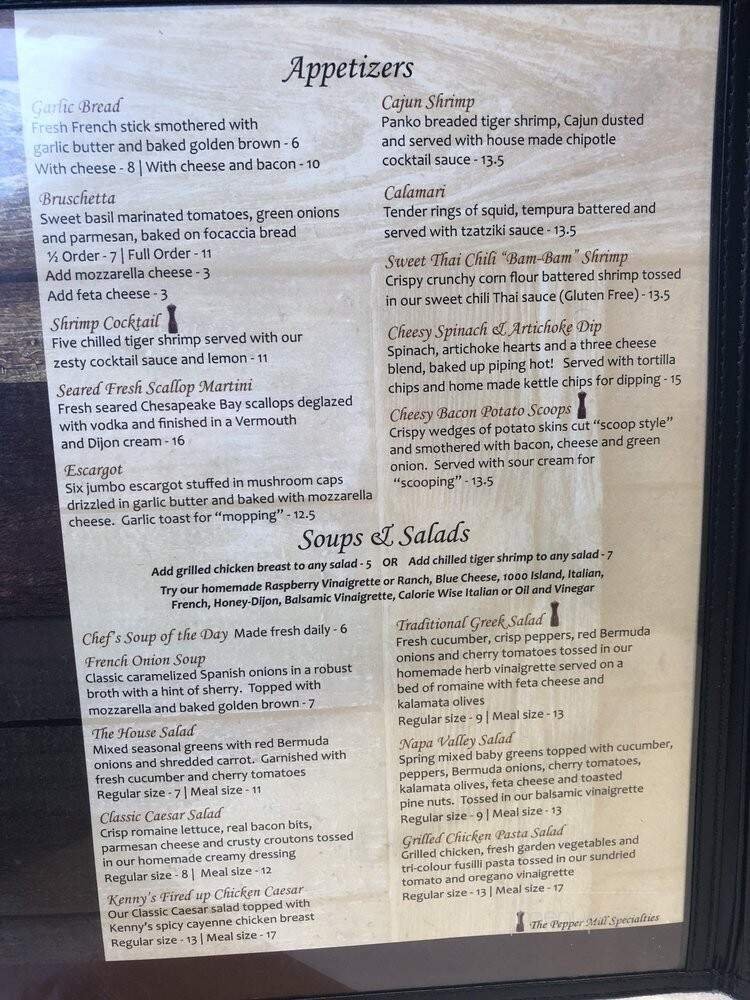 Appetizers
Garlic Bread
Fresh French stick smothered with
garlic butter and baked golden brown - 6
With cheese - 8 | With cheese and bacon - 10
Bruschetta
Sweet basil marinated tomatoes, green onions
and parmesan, baked on focaccia bread
½ Order - 7 | Full Order - 11
Add mozzarella cheese - 3
Add feta cheese - 3
Shrimp Cocktail
Five chilled tiger shrimp served with our
zesty cocktail sauce and lemon - 11
Seared Fresh Scallop Martini
Fresh seared Chesapeake Bay scallops deglazed
with vodka and finished in a Vermouth
and Dijon cream - 16
Escargot
Six jumbo escargot stuffed in mushroom caps
drizzled in garlic butter and baked with mozzarella
cheese. Garlic toast for “mopping” - 12.5
Cajun Shrimp
Panko breaded tiger shrimp, Cajun dusted
and served with house made chipotle
cocktail sauce - 13.5
Calamari
Tender rings of squid, tempura battered and
served with tzatziki sauce - 13.5
Sweet Thai Chili “Bam-Bam” Shrimp
Crispy crunchy corn flour battered shrimp tossed
in our sweet chili Thai sauce (Gluten Free) - 13.5
Cheesy Spinach & Artichoke Dip
Spinach, artichoke hearts and a three cheese
blend, baked up piping hot! Served with tortilla
chips and home made kettle chips for dipping - 15
Cheesy Bacon Potato Scoops
Crispy wedges of potato skins cut “scoop style”
and smothered with bacon, cheese and green
onion. Served with sour cream for
“scooping” - 13.5
Soups & Salads
Add grilled chicken breast to any salad - 5 OR Add chilled tiger shrimp to any salad - 7
Try our homemade Raspberry Vinaigrette or Ranch, Blue Cheese, 1000 Island, Italian,
French, Honey-Dijon, Balsamic Vinaigrette, Calorie Wise Italian or Oil and Vinegar
Chef's Soup of the Day Made fresh daily - 6
French Onion Soup
Classic caramelized Spanish onions in a robust
broth with a hint of sherry. Topped with
mozzarella and baked golden brown - 7
The House Salad
Mixed seasonal greens with red Bermuda
onions and shredded carrot. Garnished with
fresh cucumber and cherry tomatoes
Regular size - 7 | Meal size - 11
Classic Caesar Salad
Crisp romaine lettuce, real bacon bits,
parmesan cheese and crusty croutons tossed
in our homemade creamy dressing
Regular size - 8 | Meal size - 12
Kenny's Fired up Chicken Caesar
Our Classic Caesar salad topped with
Kenny's spicy cayenne chicken breast
Regular size - 13 | Meal size - 17
Traditional Greek Salad
Fresh cucumber, crisp peppers, red Bermuda
onions and cherry tomatoes tossed in our
homemade herb vinaigrette served on a
bed of romaine with feta cheese and
kalamata olives
Regular size - 9 | Meal size - 13
Napa Valley Salad
Spring mixed baby greens topped with cucumber,
peppers, Bermuda onions, cherry tomatoes,
kalamata olives, feta cheese and toasted
pine nuts. Tossed in our balsamic vinaigrette
Regular size - 9 | Meal size - 13
Grilled Chicken Pasta Salad
Grilled chicken, fresh garden vegetables and
tri-colour fusilli pasta tossed in our sundried
tomato and oregano vinaigrette
Regular size - 13 | Meal size - 17
The Pepper Mill Specialties